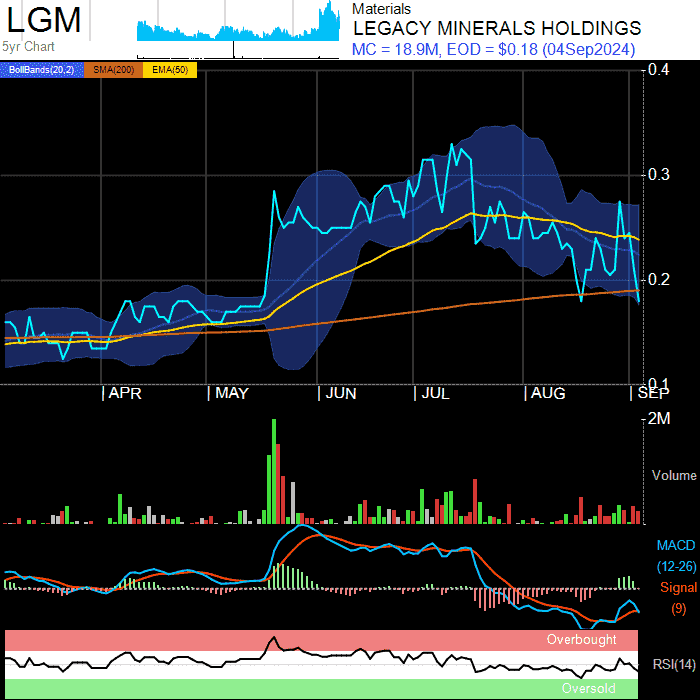 LGM
5yr Chart
Materials
LEGACY MINERALS HOLDINGS
MC = 18.9M, EOD = $0.18 (04Sep2024)
BollBands(20,2) SMA(200) EMA(50)
0.4
0.3
0.2
0.1
APR MAY JUN JUL AUG SEP
2M
Volume
MACD
(12-26)
Signal
(9)
Overbought
RSI(14)
Oversold